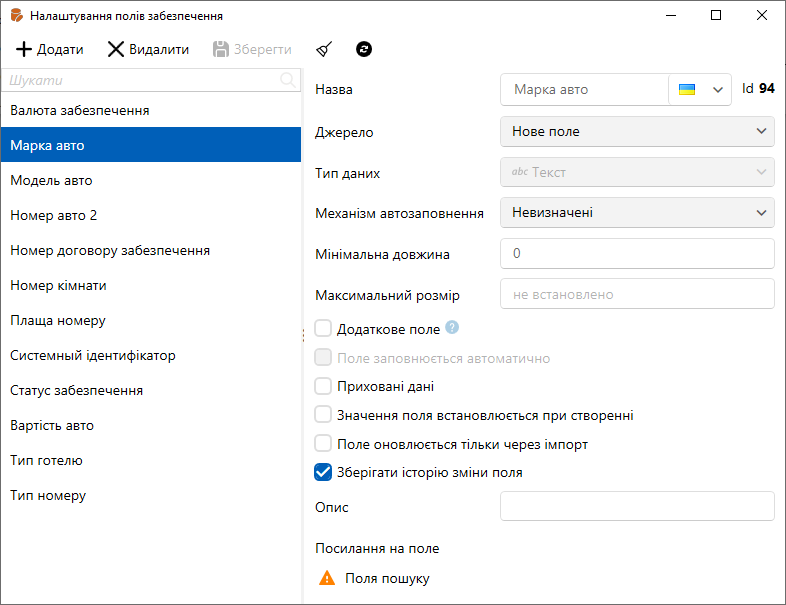 Налаштування полів забезпечення
Додати Видалити Зберегти
Шукати
Валюта забезпечення
Марка авто
Модель авто
Номер авто 2
Номер договору забезпечення
Номер кімнати
Плаща номеру
Системный ідентифікатор
Статус забезпечення
Вартість авто
Тип готелю
Тип номеру
Назва Марка авто Id 94
Джерело Нове поле
Тип даних abc Текст
Механізм автозаповнення Невизначені
Мінімальна довжина 0
Максимальний розмір не встановлено
Додаткове поле ?
Поле заповнюється автоматично
Приховані дані
Значення поля встановлюється при створенні
Поле оновлюється тільки через імпорт
Зберігати історію зміни поля
Опис
Посилання на поле
Поля пошуку